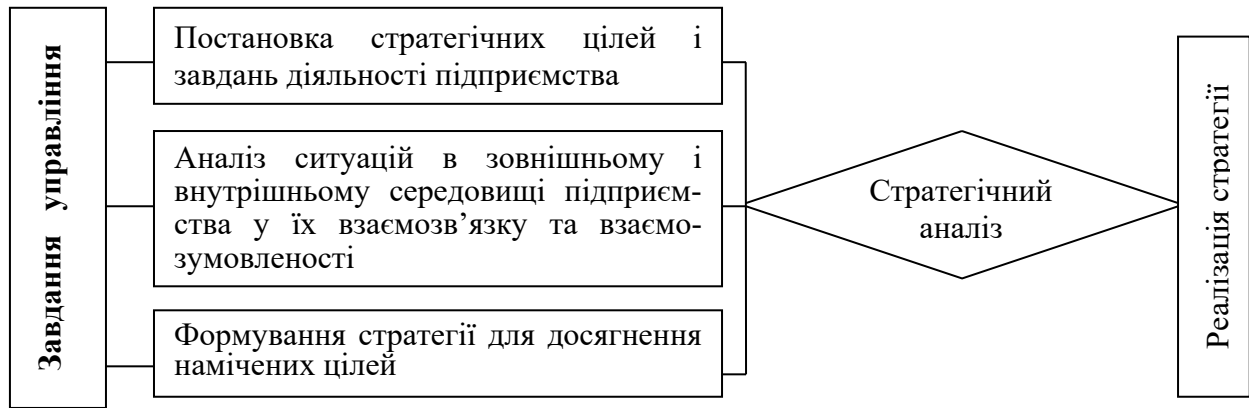 Завдання управління
Постановка стратегічних цілей і
завдань діяльності підприємства
Аналіз ситуацій в зовнішньому і
внутрішньому середовищі підприєм-
ства у їх взаємозв’язку та взаємо-
зумовленості
Формування стратегії для досягнення
намічених цілей
Стратегічний
аналіз
Реалізація стратегії